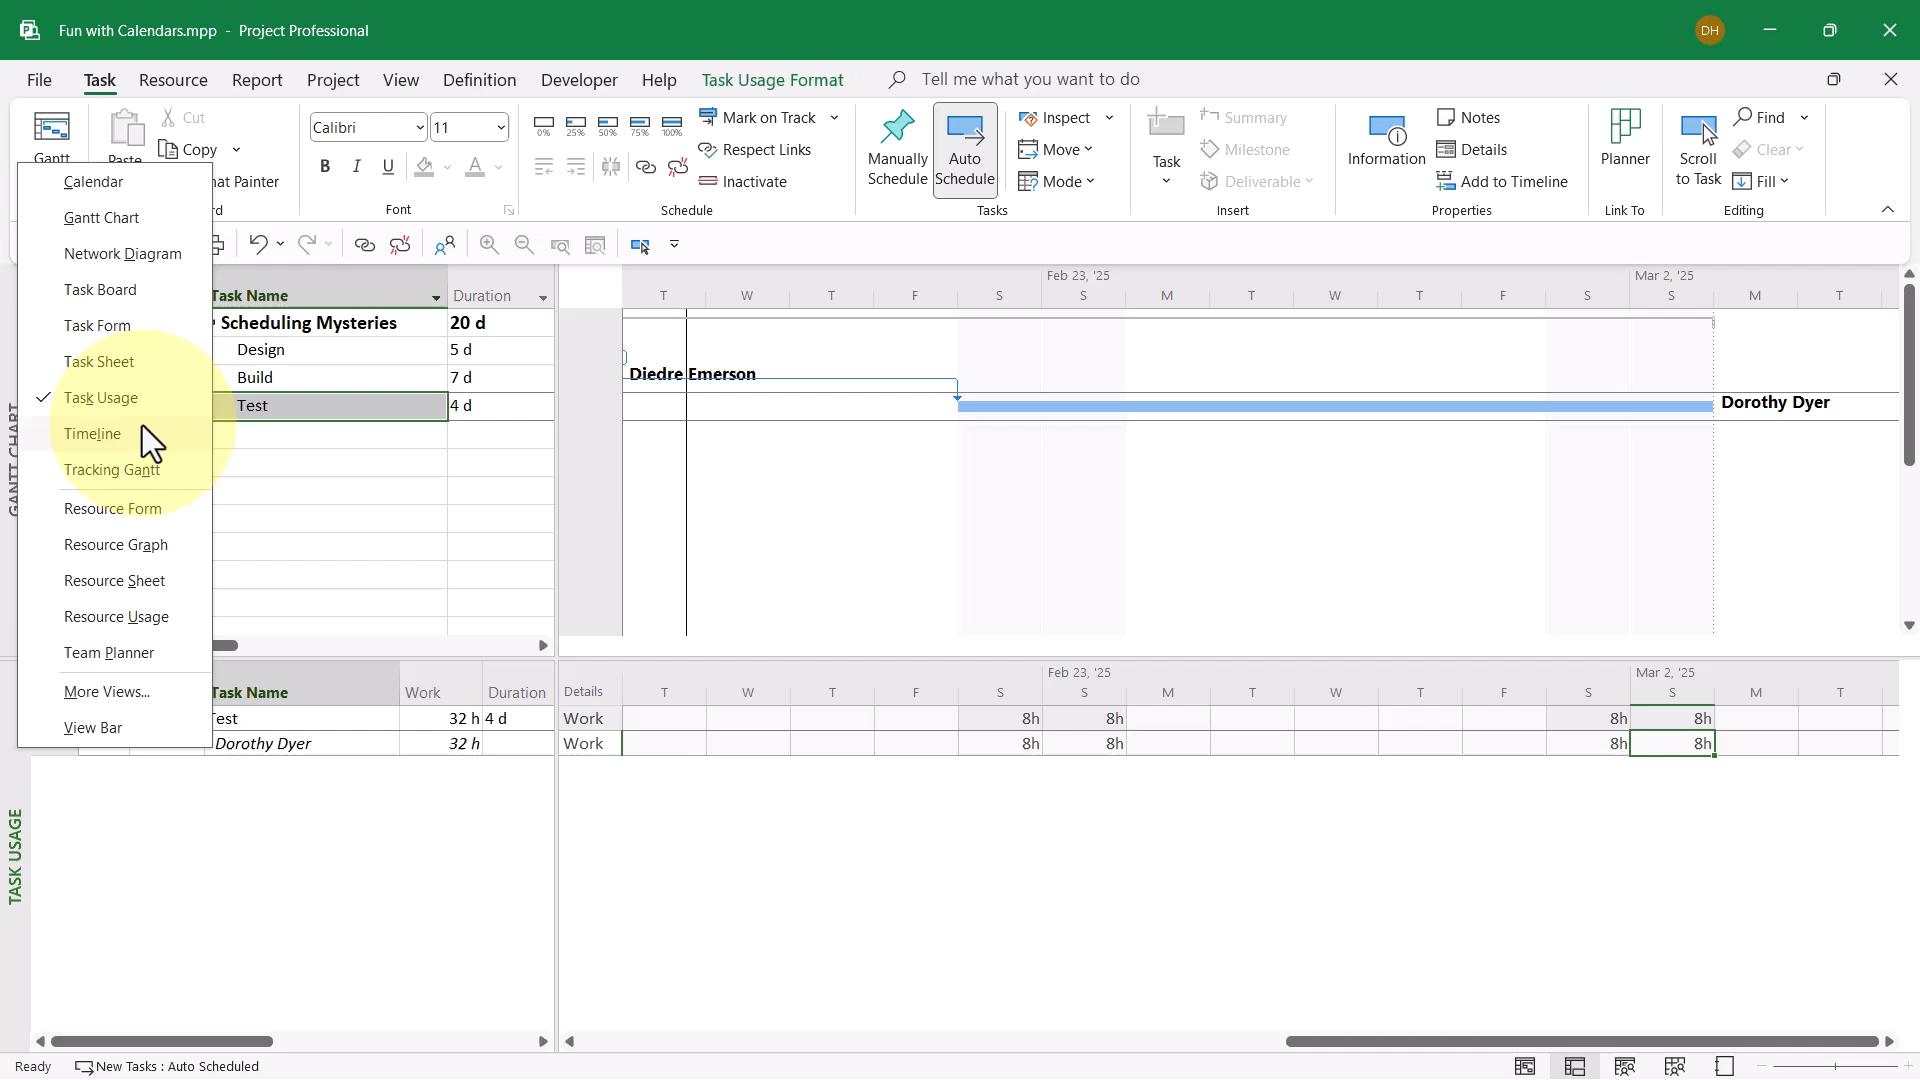 Fun with Calendars.mpp - Project Professional
DH
File Task Resource Report Project View Definition Developer Help Task Usage Format Tell me what you want to do
Gantt
Paste
Cut
Copy
Calibri
11
B I U A
Font
0% 25% 50% 75% 100%
Mark on Track
Respect Links
Inactivate
Schedule
Manually Schedule
Auto Schedule
Inspect
Move
Mode
Tasks
Task
Summary
Milestone
Deliverable
Insert
Information
Notes
Details
Add to Timeline
Properties
Planner
Link To
Scroll to Task
Find
Clear
Fill
Editing
Calendar
Gantt Chart
Network Diagram
Task Board
Task Form
Task Sheet
Task Usage
Timeline
Tracking Gantt
Resource Form
Resource Graph
Resource Sheet
Resource Usage
Team Planner
More Views...
View Bar
GANTT CHART
Task Name Duration
Scheduling Mysteries 20 d
Design 5 d
Build 7 d
Test 4 d
Feb 23, '25 Mar 2, '25
T W T F S S M T W T F S S M T
Diedre Emerson
Dorothy Dyer
TASK USAGE
Task Name Work Duration Details
Feb 23, '25 Mar 2, '25
T W T F S S M T W T F S S M T
Test 32 h 4 d Work 8h 8h 8h 8h
Dorothy Dyer 32 h Work 8h 8h 8h 8h
Ready New Tasks : Auto Scheduled